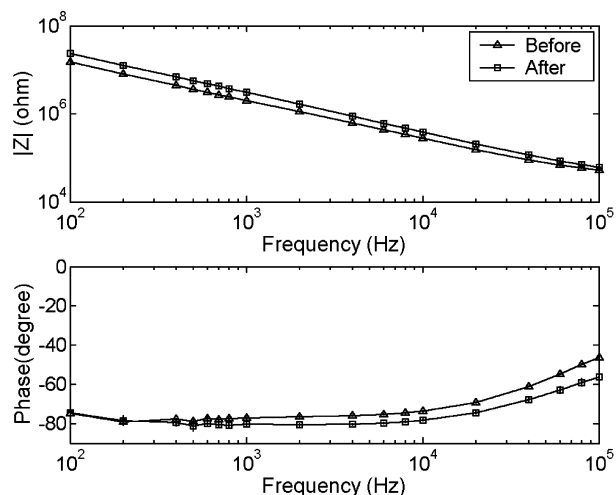 10^8
10^6
10^4
|Z| (ohm)
Before
After
10^2 10^3 10^4 10^5
Frequency (Hz)
0
-20
-40
-60
-80
Phase(degree)
10^2 10^3 10^4 10^5
Frequency (Hz)